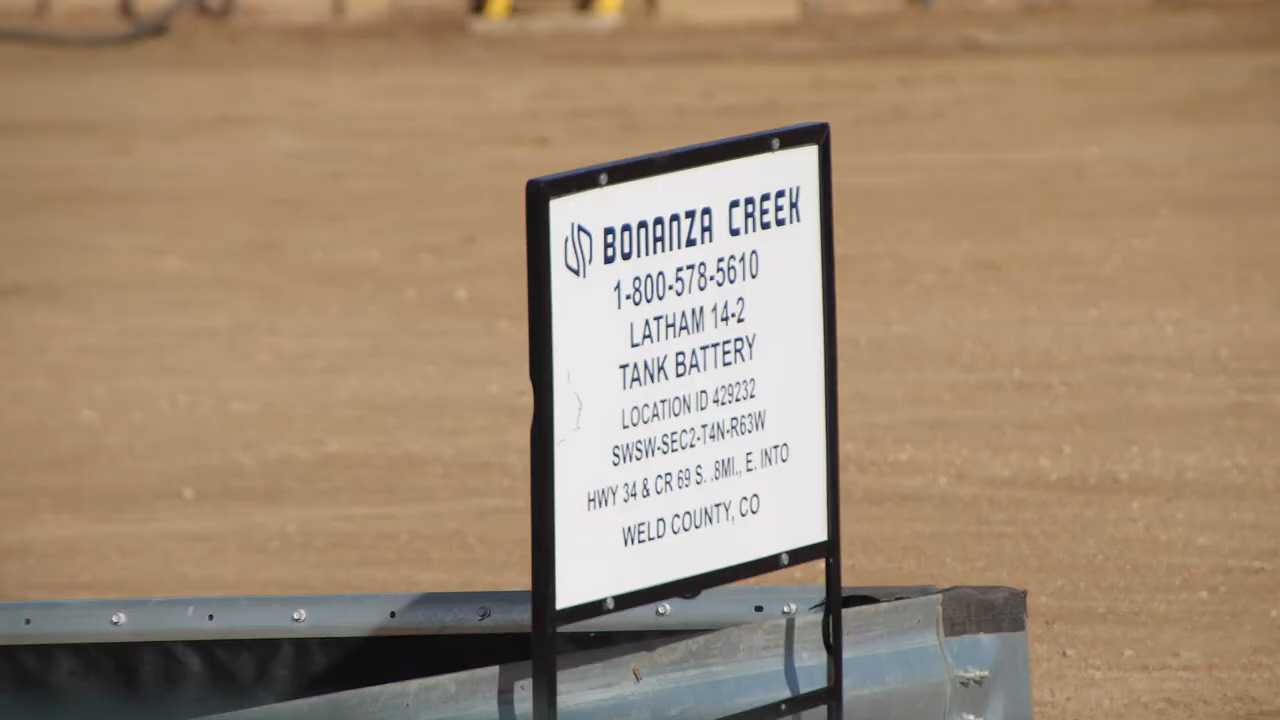 BONANZA CREEK
1-800-578-5610
LATHAM 14-2
TANK BATTERY
LOCATION ID 429232
SWSW-SEC2-T4N-R63W
HWY 34 & CR 69 S. .8MI., E. INTO
WELD COUNTY, CO